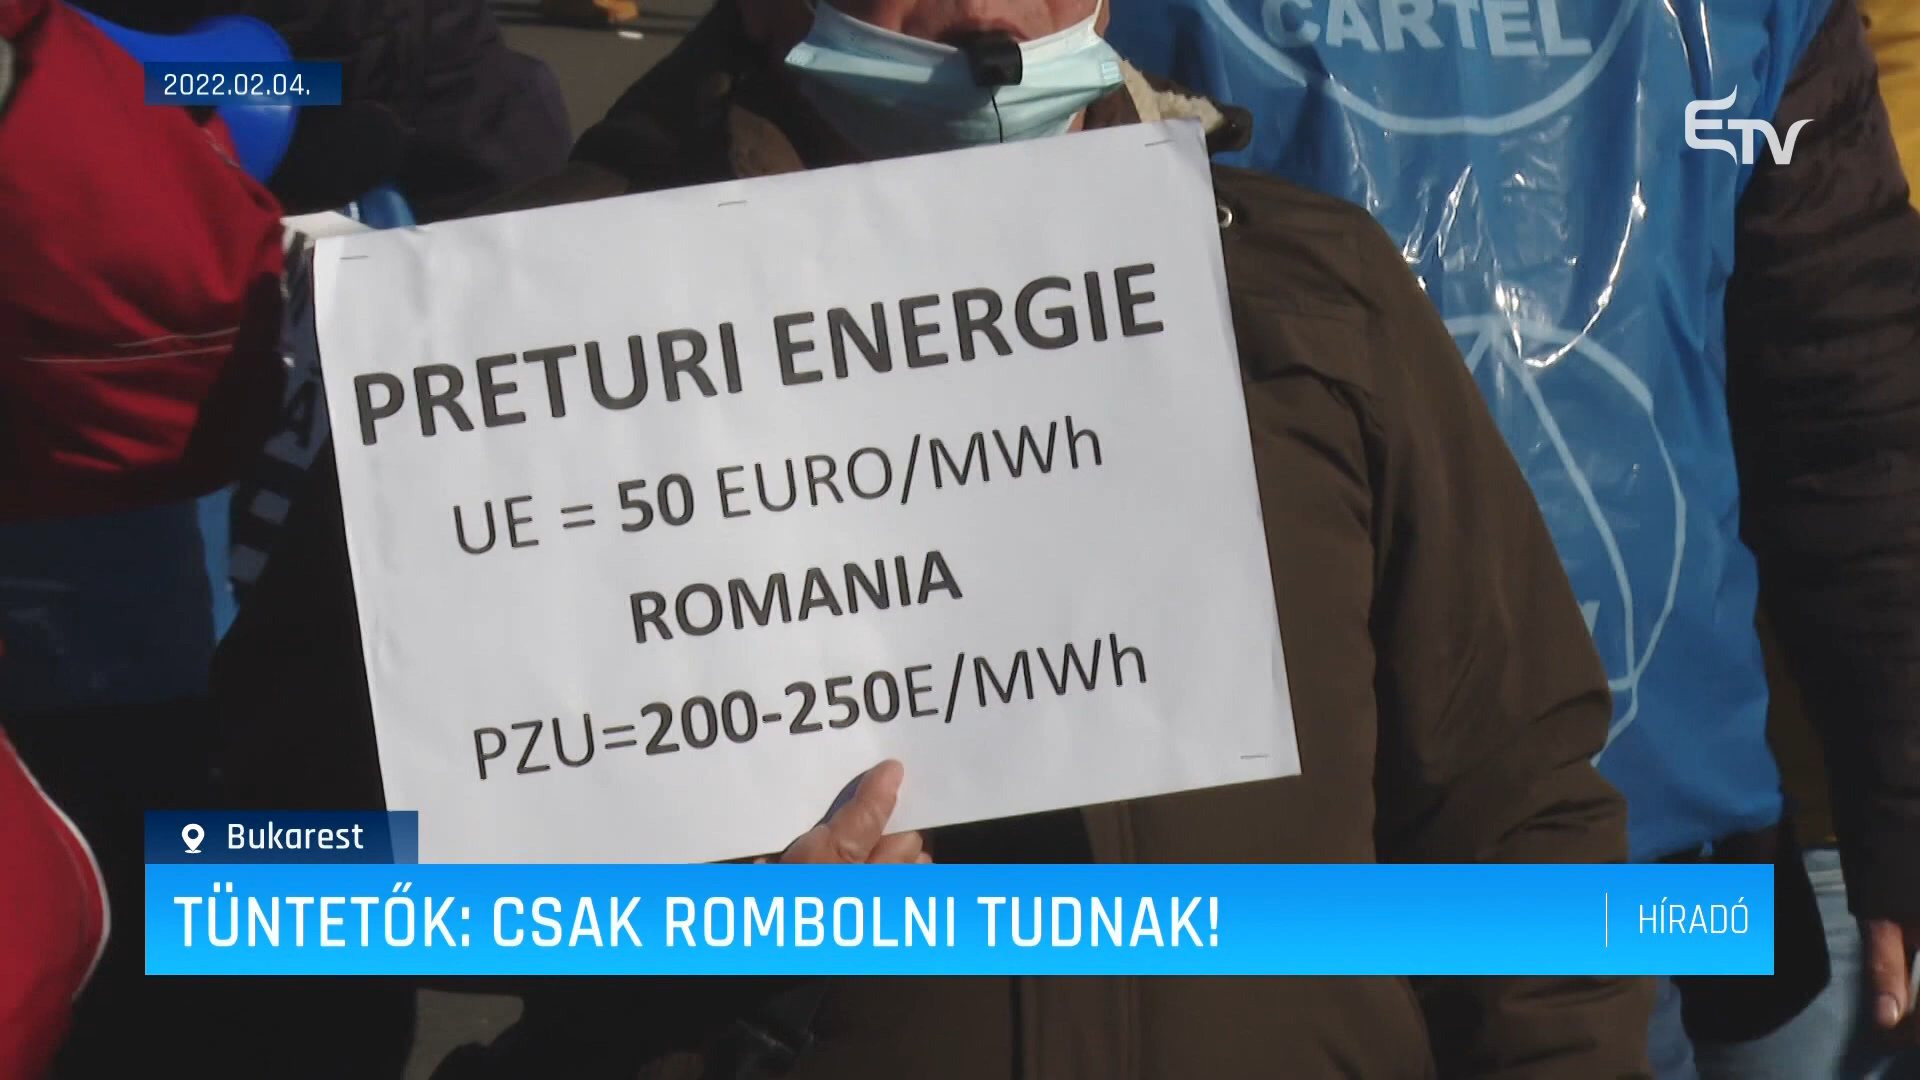 CARTEL
2022.02.04.
ETV
PRETURI ENERGIE
UE = 50 EURO/MWh
ROMANIA
PZU=200-250E/MWh
Bukarest
TÜNTETŐK: CSAK ROMBOLNI TUDNAK!
HÍRADÓ